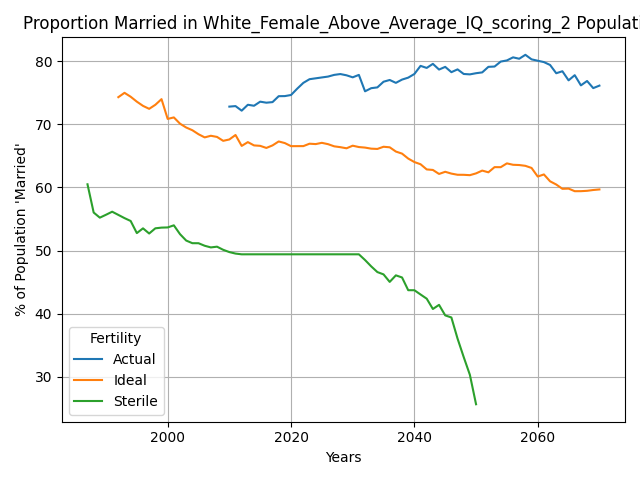 Proportion Married in White_Female_Above_Average_IQ_scoring_2 Populati
% of Population 'Married'
80
70
60
50
40
30
Fertility
Actual
Ideal
Sterile
2000 2020 2040 2060
Years